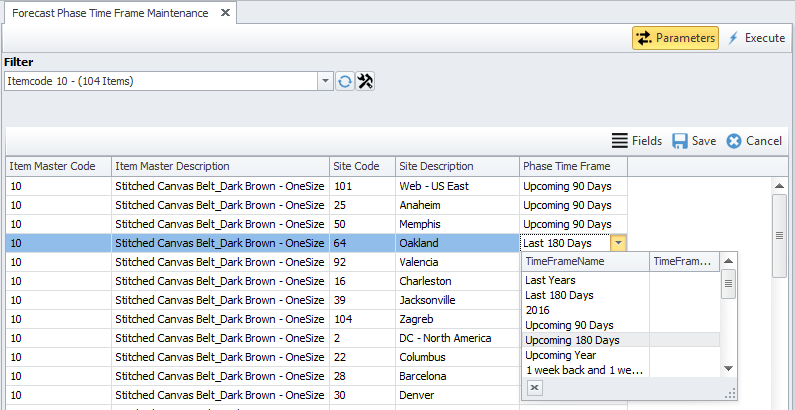 Forecast Phase Time Frame Maintenance
Parameters Execute
Filter
Itemcode 10 - (104 Items)
Fields Save Cancel
Item Master Code Item Master Description Site Code Site Description Phase Time Frame
10 Stitched Canvas Belt_Dark Brown - OneSize 101 Web - US East Upcoming 90 Days
10 Stitched Canvas Belt_Dark Brown - OneSize 25 Anaheim Upcoming 90 Days
10 Stitched Canvas Belt_Dark Brown - OneSize 50 Memphis Upcoming 90 Days
10 Stitched Canvas Belt_Dark Brown - OneSize 64 Oakland Last 180 Days
10 Stitched Canvas Belt_Dark Brown - OneSize 92 Valencia
10 Stitched Canvas Belt_Dark Brown - OneSize 16 Charleston
10 Stitched Canvas Belt_Dark Brown - OneSize 39 Jacksonville
10 Stitched Canvas Belt_Dark Brown - OneSize 104 Zagreb
10 Stitched Canvas Belt_Dark Brown - OneSize 2 DC - North America
10 Stitched Canvas Belt_Dark Brown - OneSize 22 Columbus
10 Stitched Canvas Belt_Dark Brown - OneSize 28 Barcelona
10 Stitched Canvas Belt_Dark Brown - OneSize 30 Denver
TimeFrameName TimeFram...
Last Years
Last 180 Days
2016
Upcoming 90 Days
Upcoming 180 Days
Upcoming Year
1 week back and 1 we...